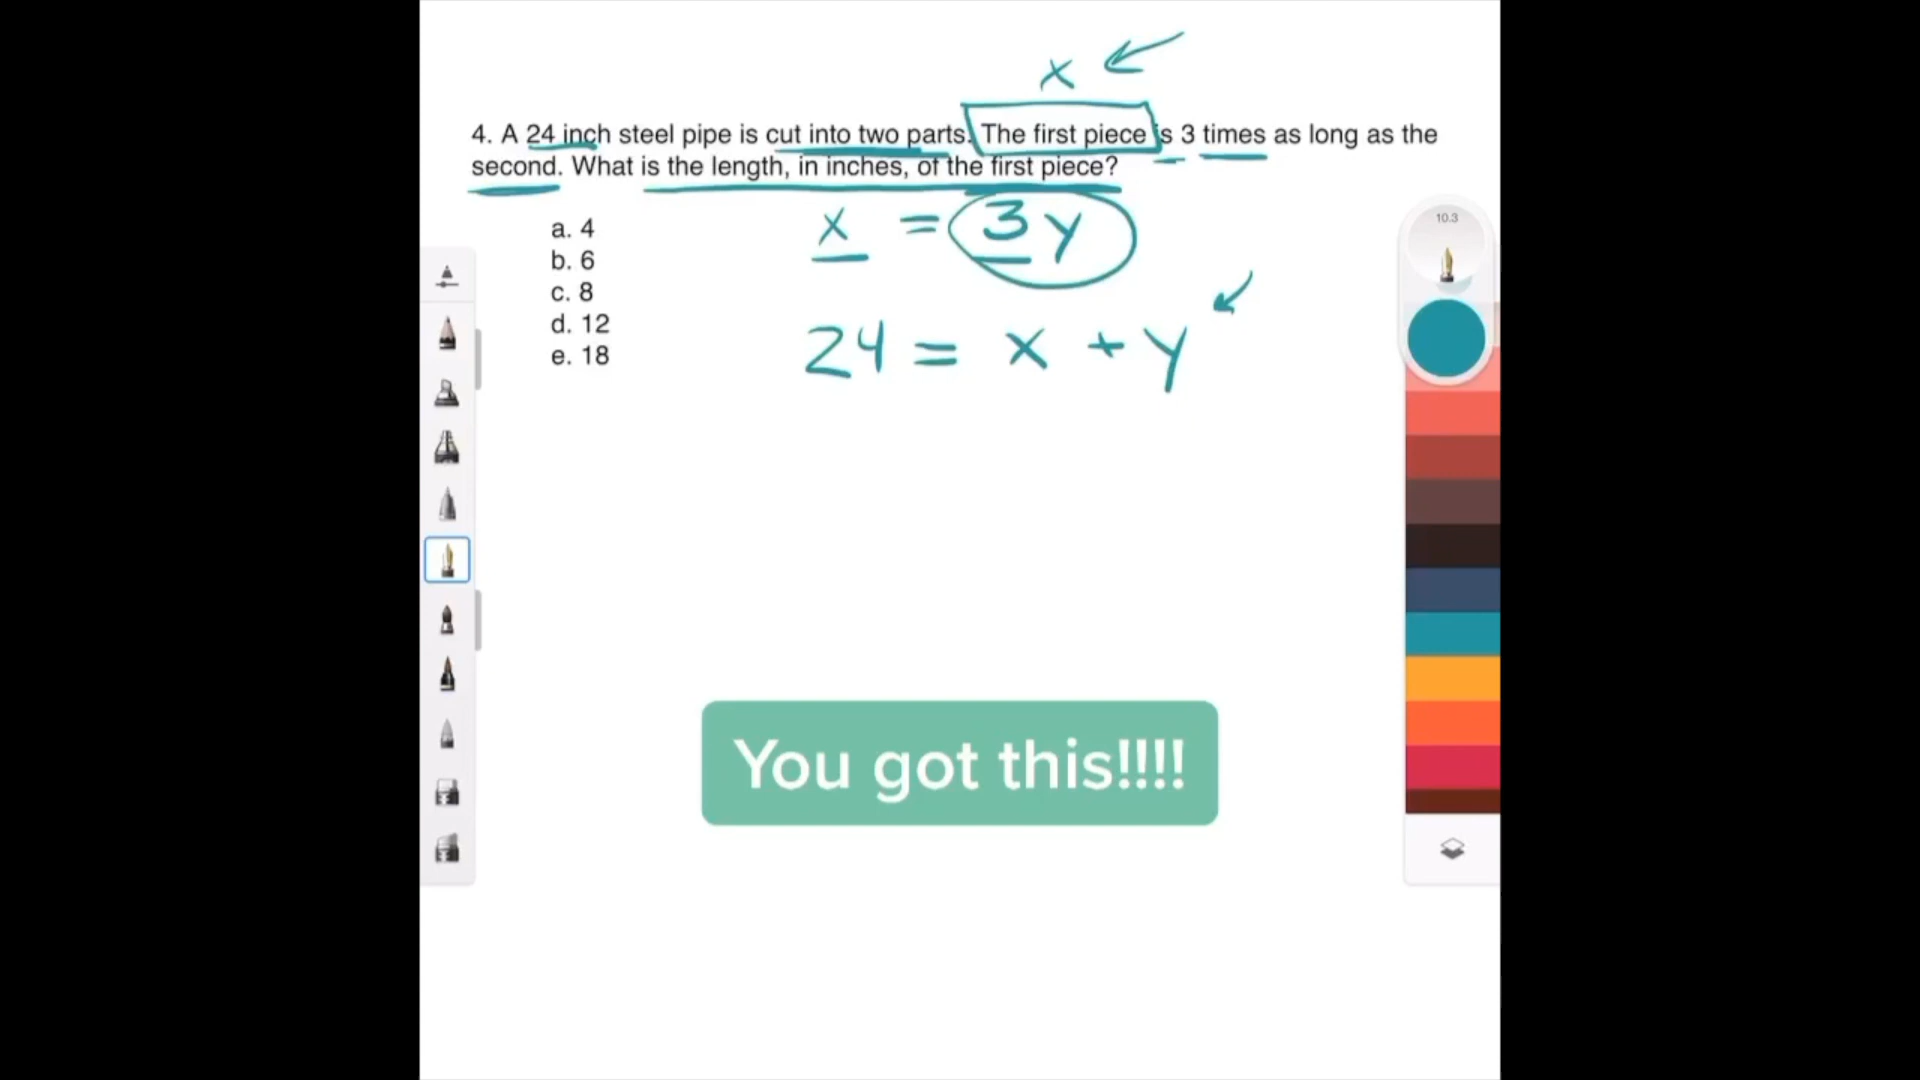 x
4. A 24 inch steel pipe is cut into two parts. The first piece is 3 times as long as the
second. What is the length, in inches, of the first piece?
a. 4
b. 6
c. 8
d. 12
e. 18
x = 3y
24 = x + y
10.3
You got this!!!!